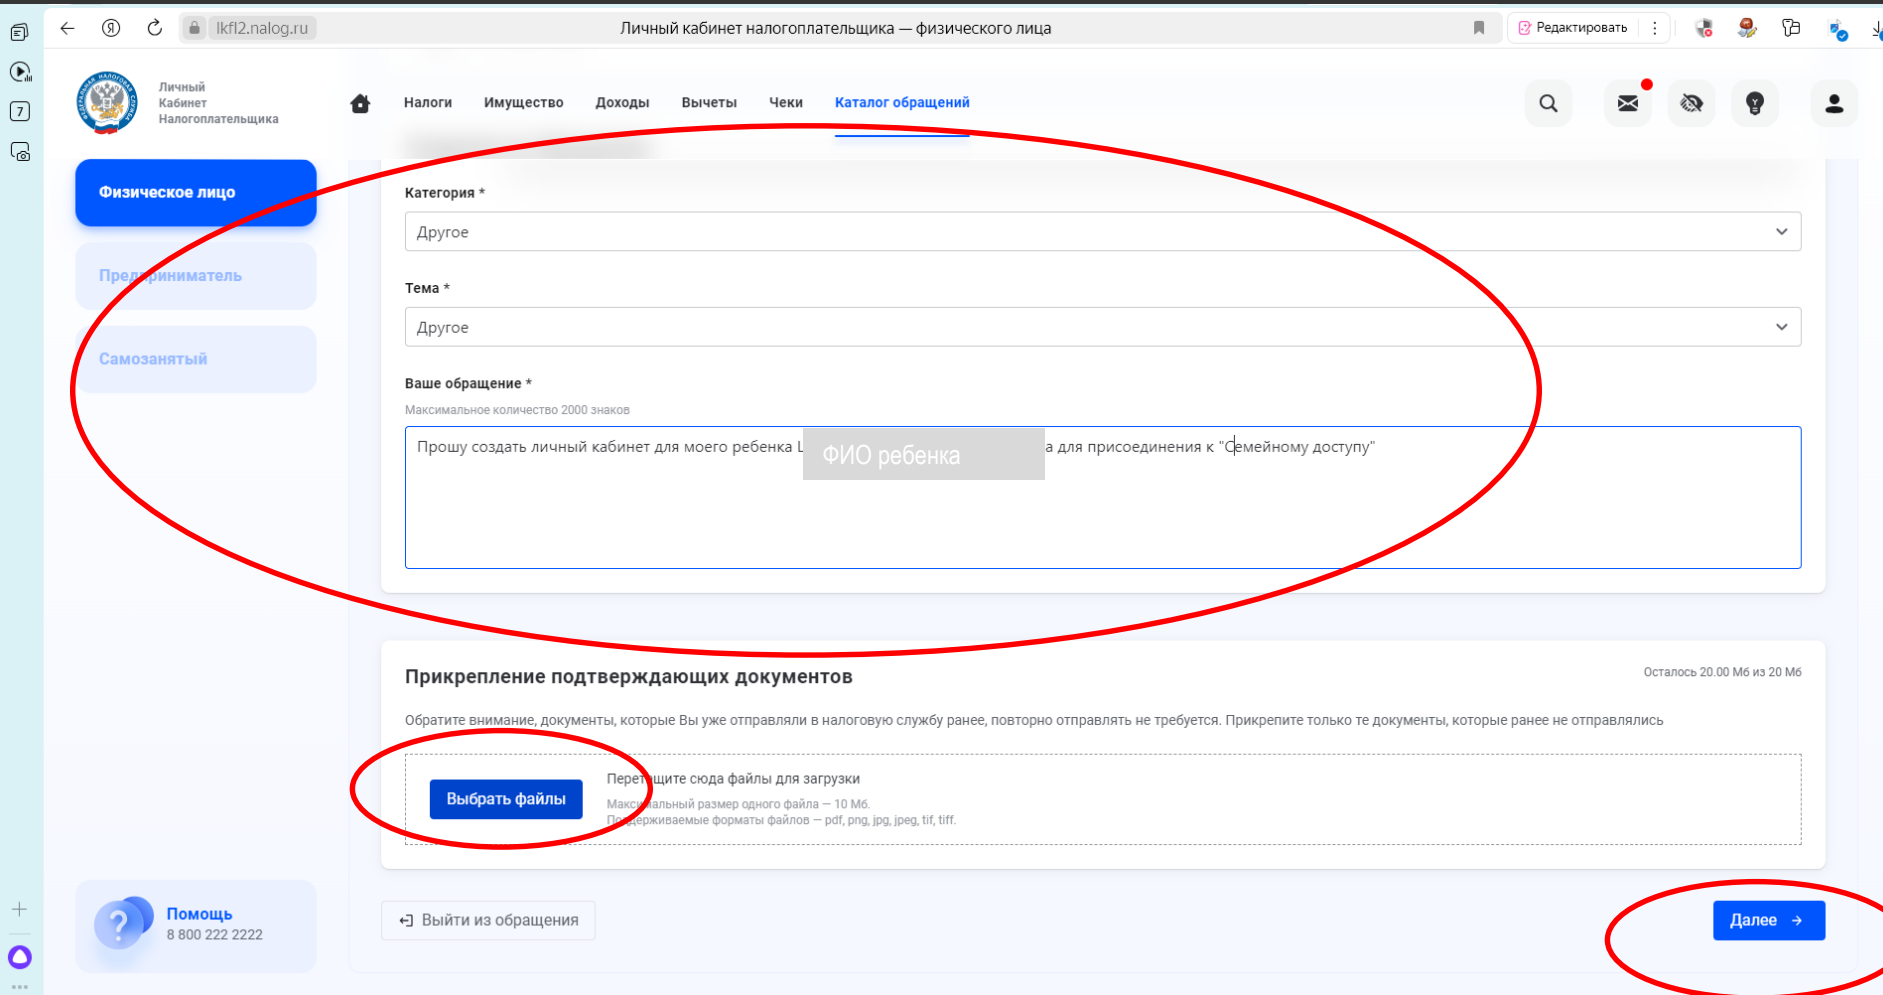 7
lkfl2.nalog.ru
Личный кабинет налогоплательщика — физического лица
Редактировать
Личный
Кабинет
Налогоплательщика
Налоги
Имущество
Доходы
Вычеты
Чеки
Каталог обращений
Физическое лицо
Предприниматель
Самозанятый
Категория *
Другое
Тема *
Другое
Ваше обращение *
Максимальное количество 2000 знаков
Прошу создать личный кабинет для моего ребенка ФИО ребенка а для присоединения к "Семейному доступу"
Прикрепление подтверждающих документов
Осталось 20.00 Мб из 20 Мб
Обратите внимание, документы, которые Вы уже отправляли в налоговую службу ранее, повторно отправлять не требуется. Прикрепите только те документы, которые ранее не отправлялись
Выбрать файлы
Перетащите сюда файлы для загрузки
Максимальный размер одного файла — 10 Мб.
Поддерживаемые форматы файлов — pdf, png, jpg, jpeg, tif, tiff.
Выйти из обращения
Далее
Помощь
8 800 222 2222